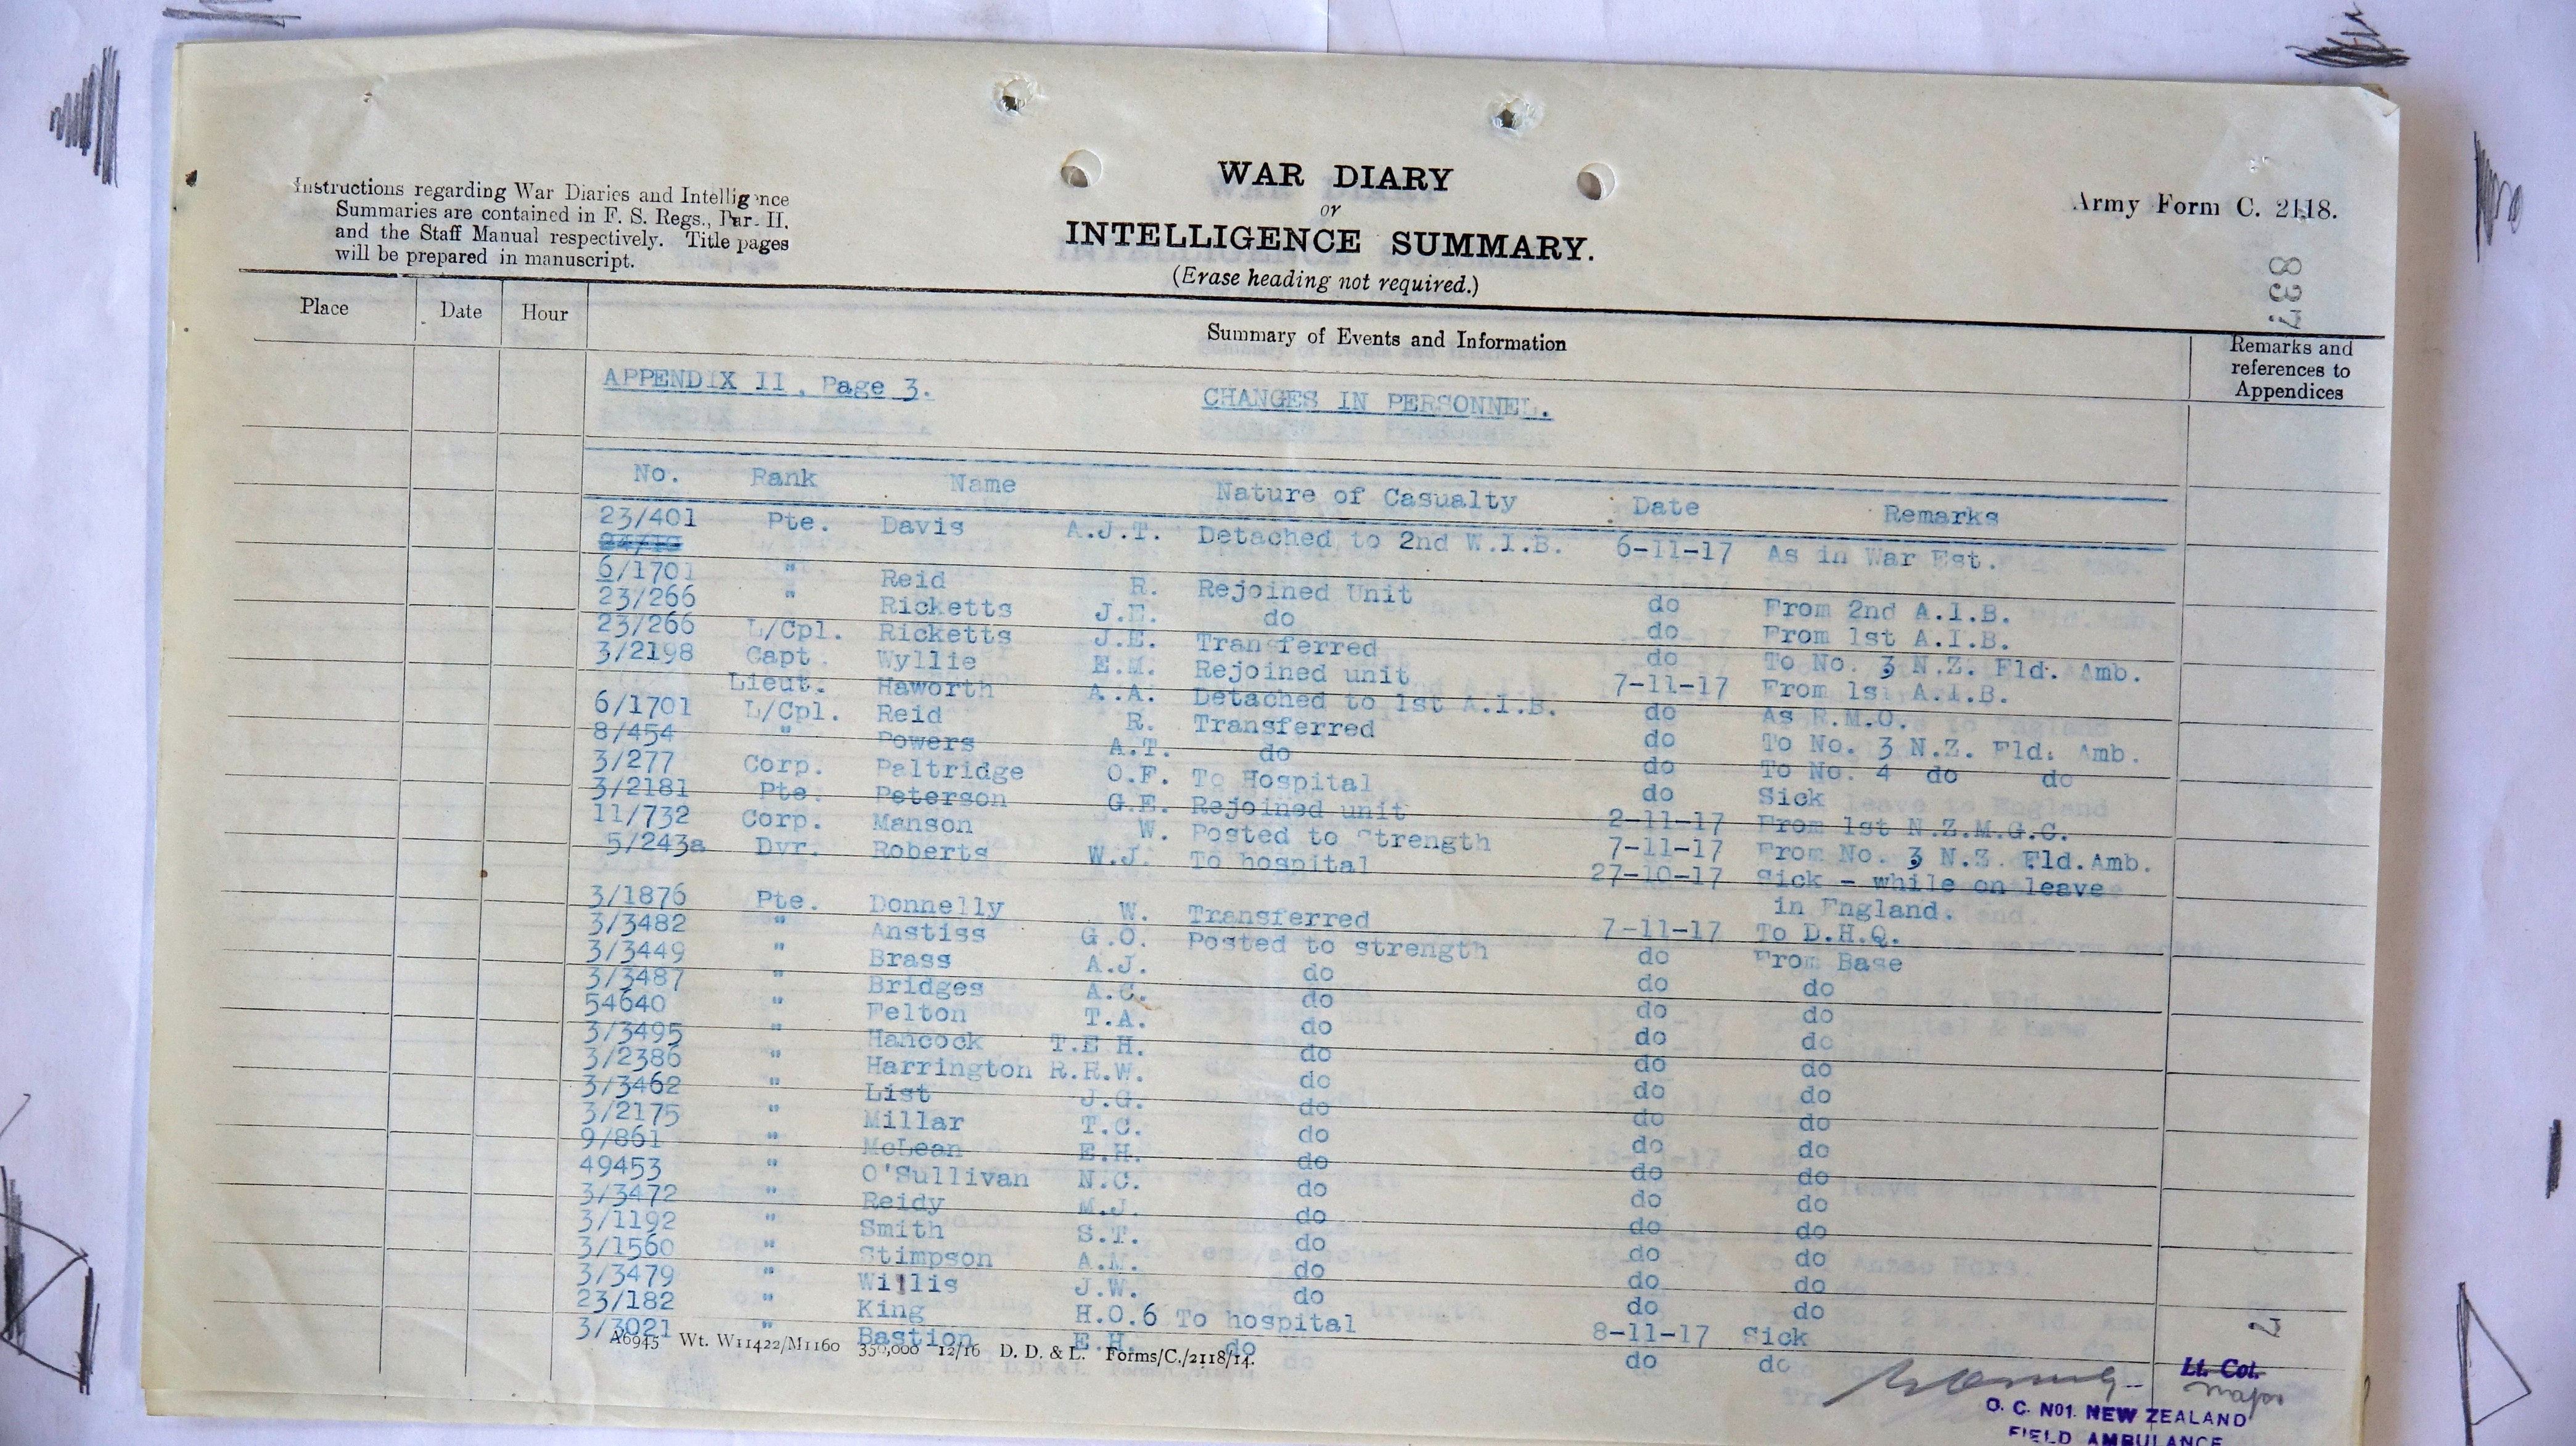 Instructions regarding War Diaries and Intelligence
Summaries are contained in F. S. Regs., Par. II.
and the Staff Manual respectively. Title pages
will be prepared in manuscript.
WAR DIARY
or
INTELLIGENCE SUMMARY.
(Erase heading not required.)
Army Form C. 2118.
837
Place Date Hour Summary of Events and Information Remarks and references to Appendices
APPENDIX II, Page 3. CHANGES IN PERSONNEL.
No. Rank Name Nature of Casualty Date Remarks
23/401 Pte. Davis A.J.T. Detached to 2nd W.I.B. 6-11-17 As in War Est.
6/1701 " Reid R. Rejoined Unit do From 2nd A.I.B.
23/266 " Ricketts J.E. do do From 1st A.I.B.
23/266 L/Cpl. Ricketts J.E. Transferred do To No. 3 N.Z. Fld. Amb.
3/2198 Capt. Wyllie E.M. Rejoined unit 7-11-17 From 1st A.I.B.
Lieut. Haworth A.A. Detached to 1st A.I.B. do As R.M.O.
6/1701 L/Cpl. Reid R. Transferred do To No. 3 N.Z. Fld. Amb.
8/454 " Powers A.T. do do To No. 4 do do
3/277 Corp. Paltridge O.F. To Hospital do Sick
3/2181 Pte. Peterson G.E. Rejoined unit 2-11-17 From 1st N.Z.M.G.C.
11/732 Corp. Manson W. Posted to strength 7-11-17 From No. 3 N.Z. Fld.Amb.
5/243a Dvr. Roberts W.J. To hospital 27-10-17 Sick - while on leave
in England.
3/1876 Pte. Donnelly W. Transferred 7-11-17 To D.H.Q.
3/3482 " Anstiss G.O. Posted to strength do From Base
3/3449 " Brass A.J. do do do
3/3487 " Bridges A.C. do do do
54640 " Felton T.A. do do do
3/3495 " Hancock T.E H. do do do
3/2386 " Harrington R.R.W. do do do
3/3462 " List J.G. do do do
3/2175 " Millar T.C. do do do
9/861 " McLean E.H. do do do
49453 " O'Sullivan N.C. do do do
3/3472 " Reidy M.J. do do do
3/1192 " Smith S.T. do do do
3/1560 " Stimpson A.M. do do do
3/3479 " Willis J.W. do do do
23/182 " King H.O.6 To hospital 8-11-17 Sick
3/3021 " Bastion E.H. do do do
A6945 Wt. W11422/M1160 350,000 12/16 D. D. & L. Forms/C./2118/14.
Lt. Col.
Major
O. C. No1. NEW ZEALAND
FIELD AMBULANCE